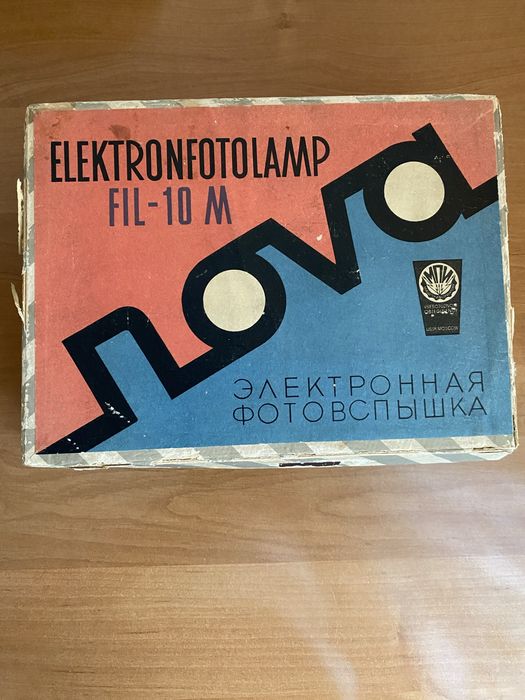 ELEKTRONFOTOLAMP
FIL-10 M
nova
ЭЛЕКТРОННАЯ
ФОТОВСПЫШКА